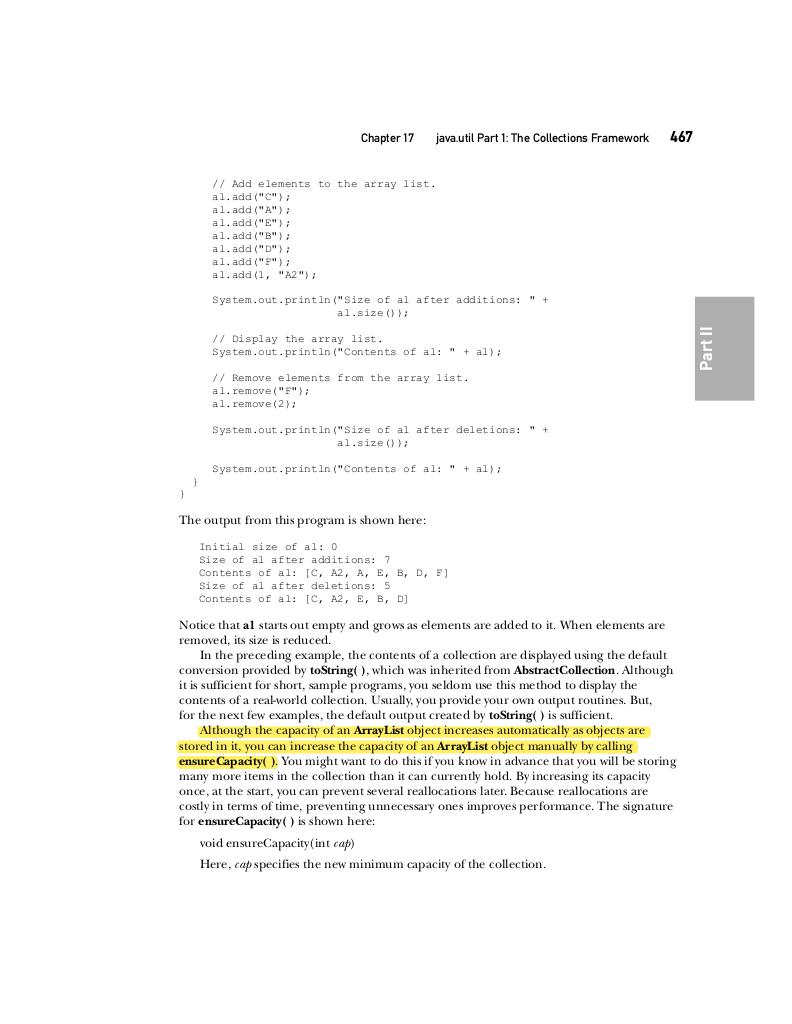 Chapter 17 java.util Part 1: The Collections Framework 467
// Add elements to the array list.
al.add("C");
al.add("A");
al.add("E");
al.add("B");
al.add("D");
al.add("F");
al.add(1, "A2");
System.out.println("Size of al after additions: " +
al.size());
// Display the array list.
System.out.println("Contents of al: " + al);
// Remove elements from the array list.
al.remove("F");
al.remove(2);
System.out.println("Size of al after deletions: " +
al.size());
System.out.println("Contents of al: " + al);
}
}
Part II
The output from this program is shown here:
Initial size of al: 0
Size of al after additions: 7
Contents of al: [C, A2, A, E, B, D, F]
Size of al after deletions: 5
Contents of al: [C, A2, E, B, D]
Notice that a1 starts out empty and grows as elements are added to it. When elements are
removed, its size is reduced.
In the preceding example, the contents of a collection are displayed using the default
conversion provided by toString( ), which was inherited from AbstractCollection. Although
it is sufficient for short, sample programs, you seldom use this method to display the
contents of a real-world collection. Usually, you provide your own output routines. But,
for the next few examples, the default output created by toString( ) is sufficient.
Although the capacity of an ArrayList object increases automatically as objects are
stored in it, you can increase the capacity of an ArrayList object manually by calling
ensureCapacity( ). You might want to do this if you know in advance that you will be storing
many more items in the collection than it can currently hold. By increasing its capacity
once, at the start, you can prevent several reallocations later. Because reallocations are
costly in terms of time, preventing unnecessary ones improves performance. The signature
for ensureCapacity( ) is shown here:
void ensureCapacity(int cap)
Here, cap specifies the new minimum capacity of the collection.